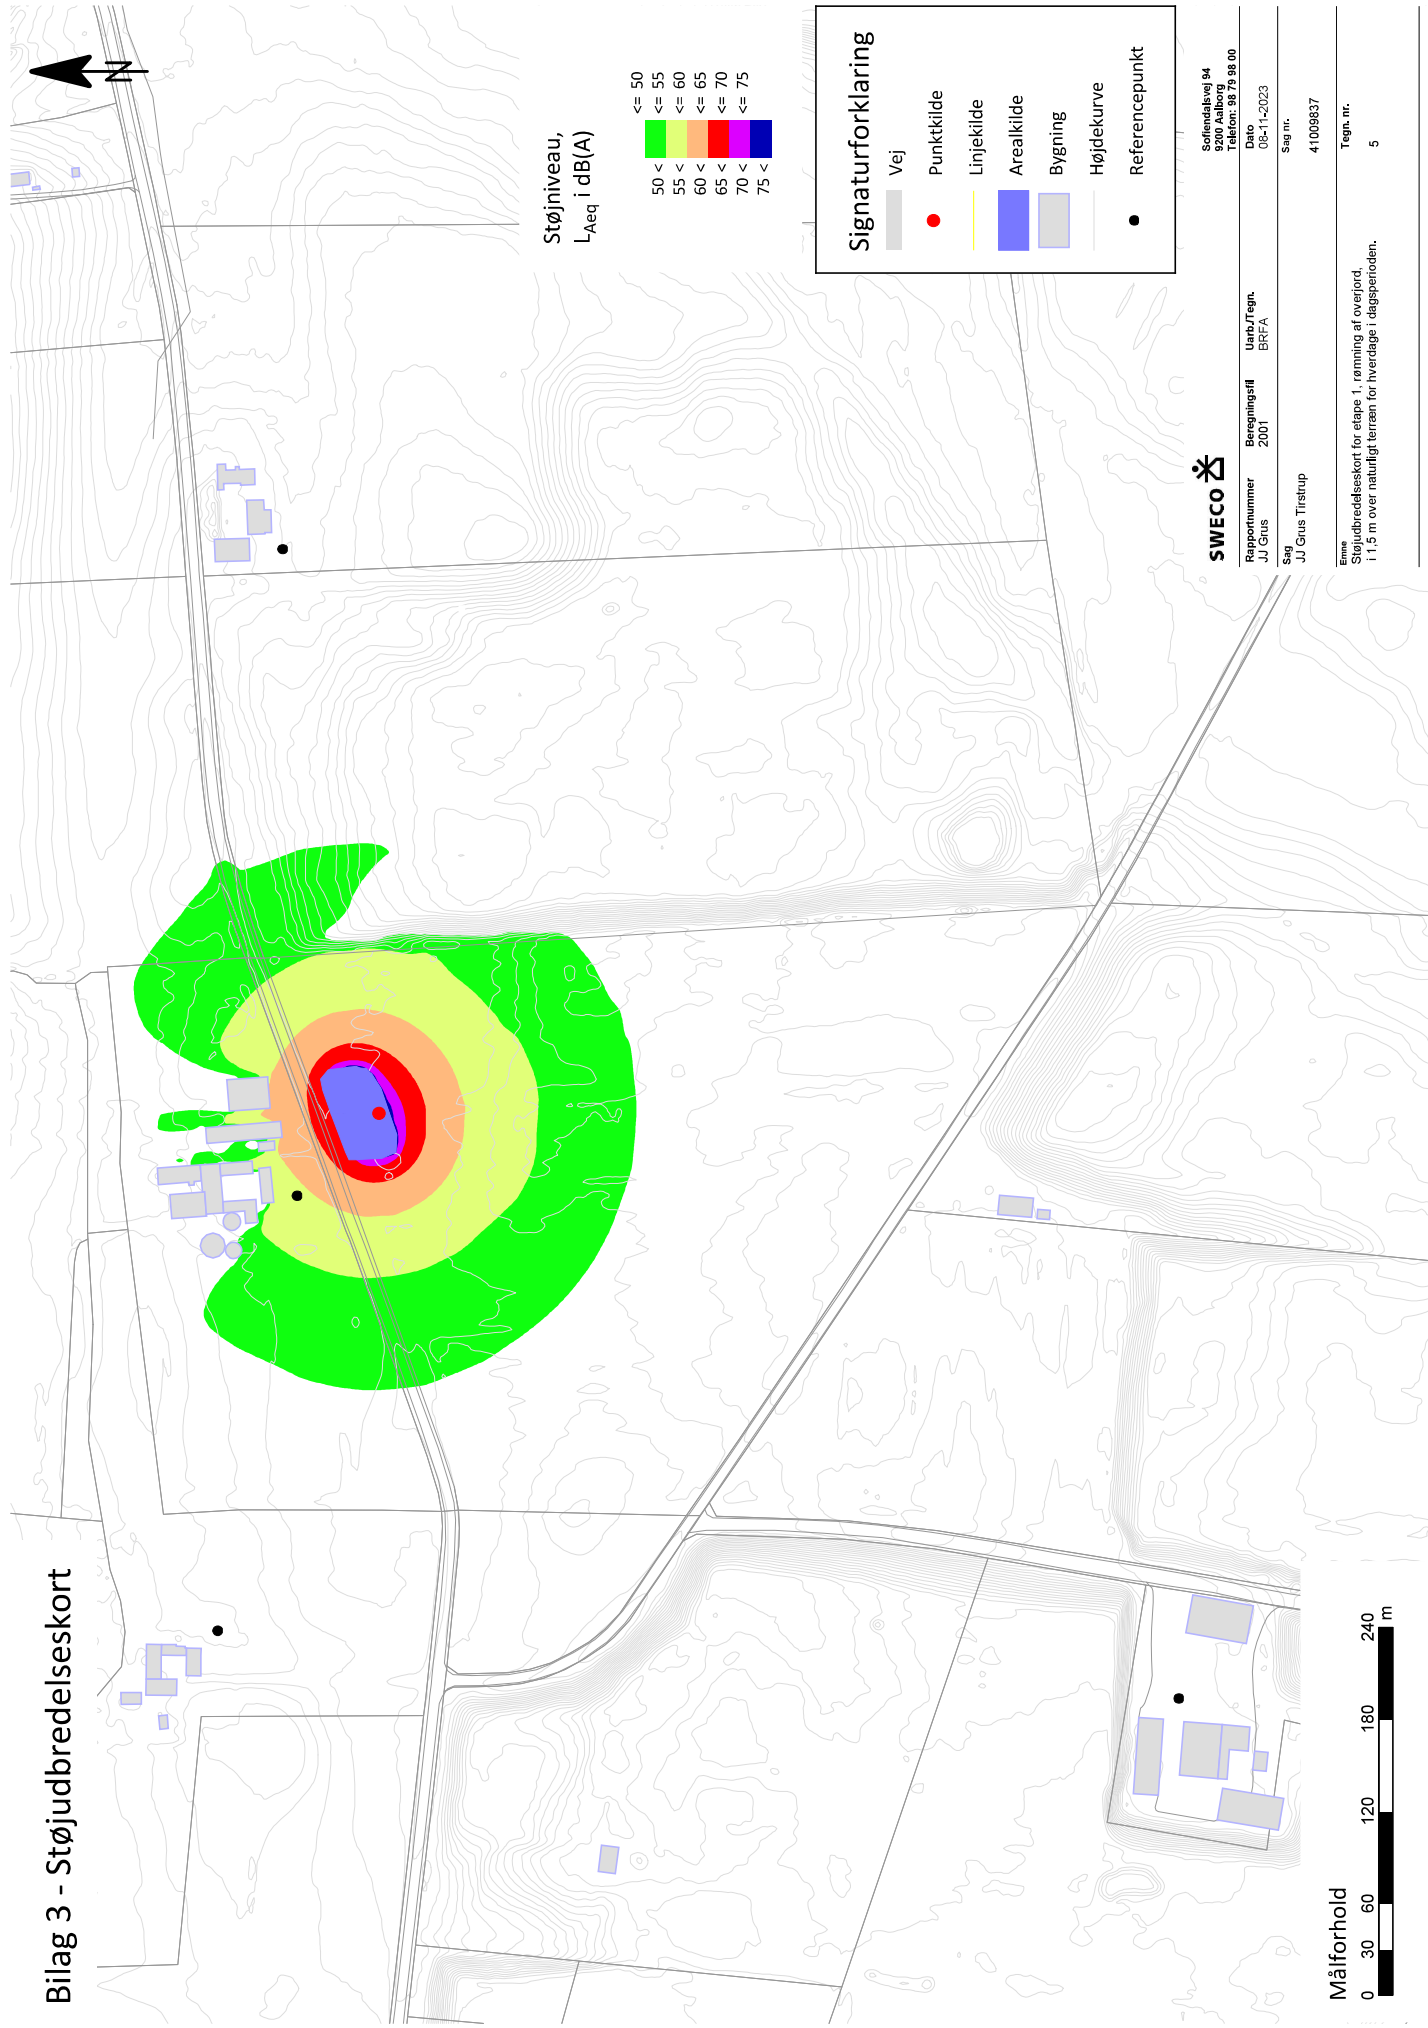 Bilag 3 - Støjudbredelseskort
N
Støjniveau,
LAeq i dB(A)
<= 50
50 < <= 55
55 < <= 60
60 < <= 65
65 < <= 70
70 < <= 75
75 <
Signaturforklaring
Vej
Punktkilde
Linjekilde
Arealkilde
Bygning
Højdekurve
Referencepunkt
Målforhold
0 30 60 120 180 240
m
SWECO
Sofiendalsvej 94
9200 Aalborg
Telefon: 98 79 98 00
Rapportnummer Beregningsfil Uarb./Tegn. Dato
JJ Grus 2001 BRFA 08-11-2023
Sag Sag nr.
JJ Grus Tirstrup 41009837
Emne Tegn. nr.
Støjudbredelseskort for etape 1, rømning af overjord,
i 1,5 m over naturligt terræn for hverdage i dagsperioden.
5